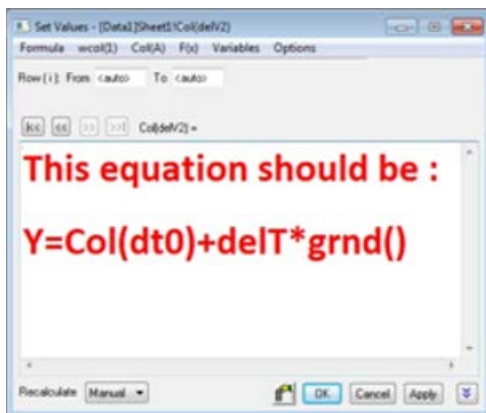 Set Values - [Data1]Sheet1!Col(delV2)
Formula wcol(1) Col(A) F(x) Variables Options
Row (i): From <auto> To <auto>
|<< << >> >>| Col(delV2) =
This equation should be :
Y=Col(dt0)+delT*grnd()
Recalculate Manual OK Cancel Apply